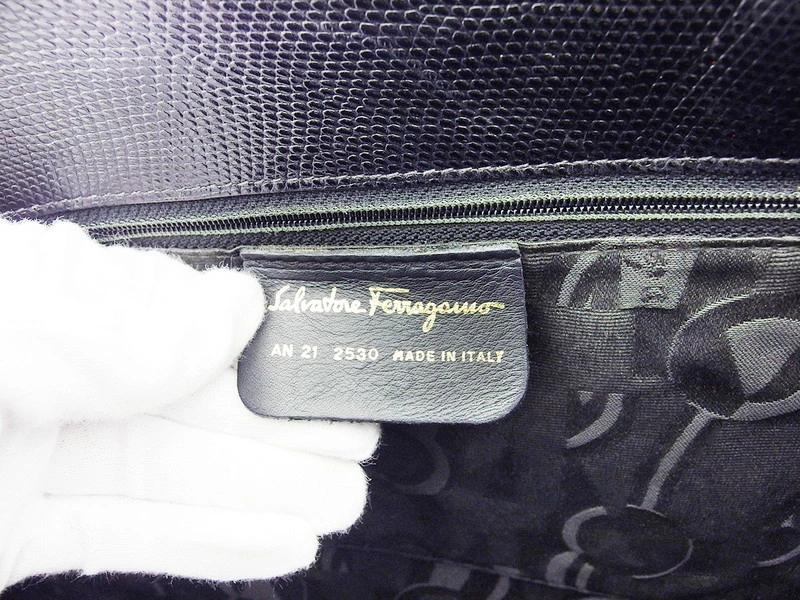 Salvatore Ferragamo
AN 21 2530 MADE IN ITALY